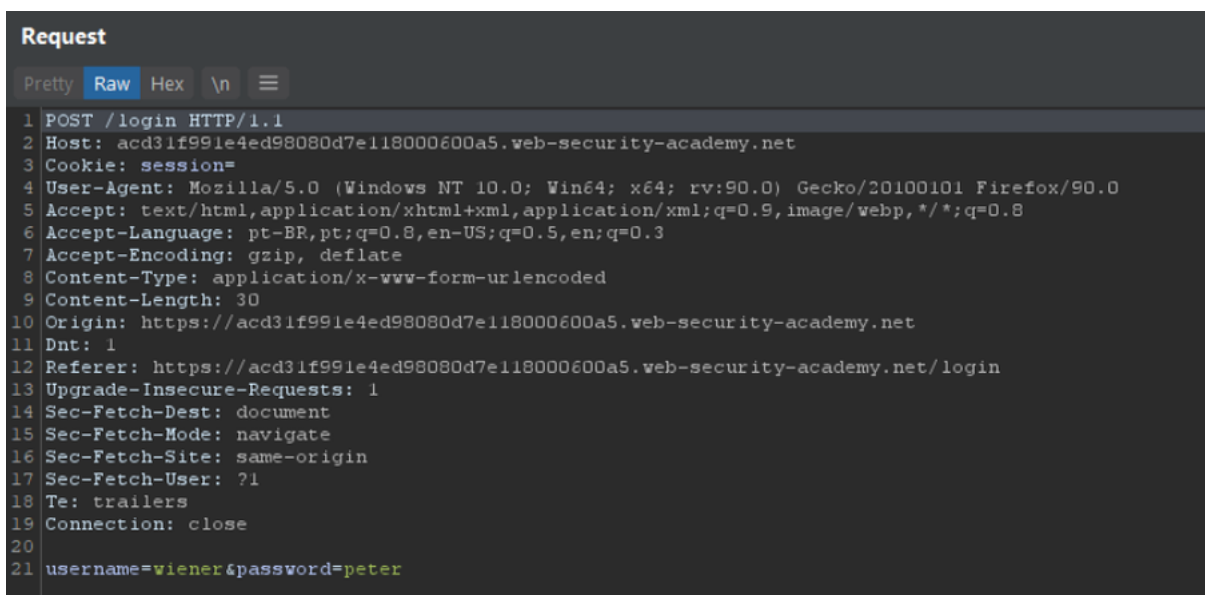 Request
Pretty Raw Hex \n ≡
1 POST /login HTTP/1.1
2 Host: acd31f991e4ed98080d7e118000600a5.web-security-academy.net
3 Cookie: session=
4 User-Agent: Mozilla/5.0 (Windows NT 10.0; Win64; x64; rv:90.0) Gecko/20100101 Firefox/90.0
5 Accept: text/html,application/xhtml+xml,application/xml;q=0.9,image/webp,*/*;q=0.8
6 Accept-Language: pt-BR,pt;q=0.8,en-US;q=0.5,en;q=0.3
7 Accept-Encoding: gzip, deflate
8 Content-Type: application/x-www-form-urlencoded
9 Content-Length: 30
10 Origin: https://acd31f991e4ed98080d7e118000600a5.web-security-academy.net
11 Dnt: 1
12 Referer: https://acd31f991e4ed98080d7e118000600a5.web-security-academy.net/login
13 Upgrade-Insecure-Requests: 1
14 Sec-Fetch-Dest: document
15 Sec-Fetch-Mode: navigate
16 Sec-Fetch-Site: same-origin
17 Sec-Fetch-User: ?1
18 Te: trailers
19 Connection: close
20
21 username=wiener&password=peter